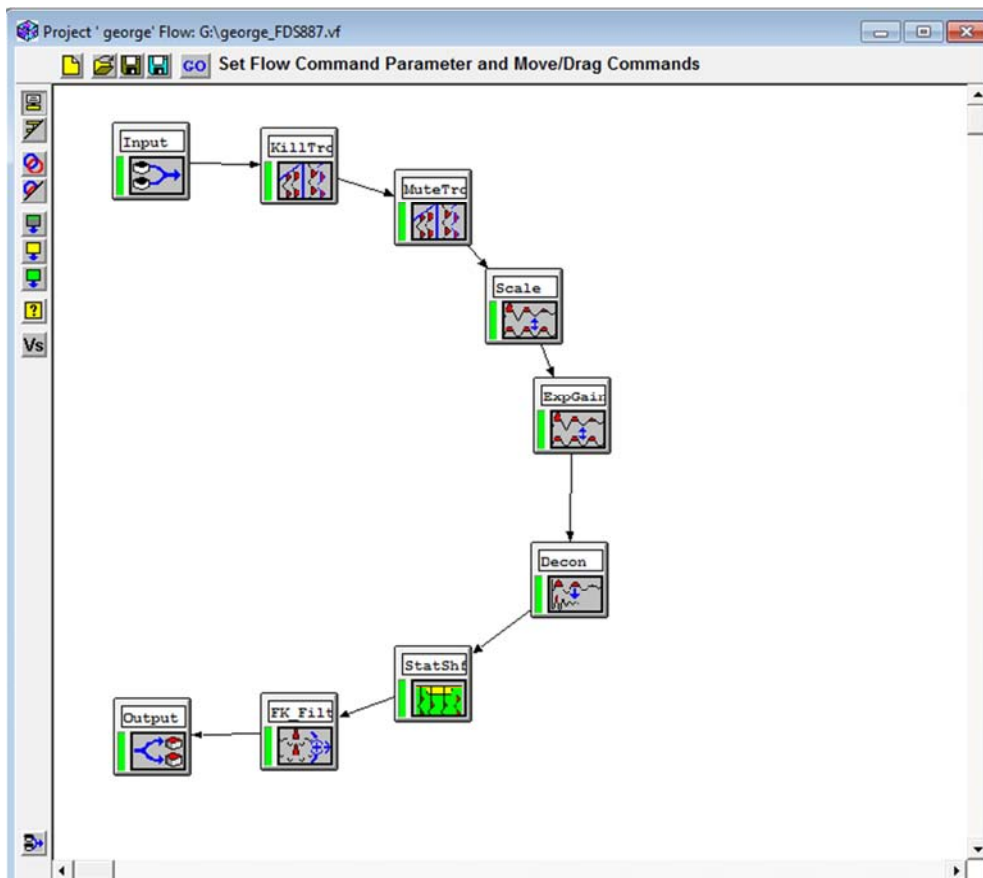 Project ' george' Flow: G:\george_FDS887.vf
GO Set Flow Command Parameter and Move/Drag Commands
Input
KillTrc
MuteTrc
Scale
ExpGain
Decon
StatShf
FK_Filt
Output
?
Vs